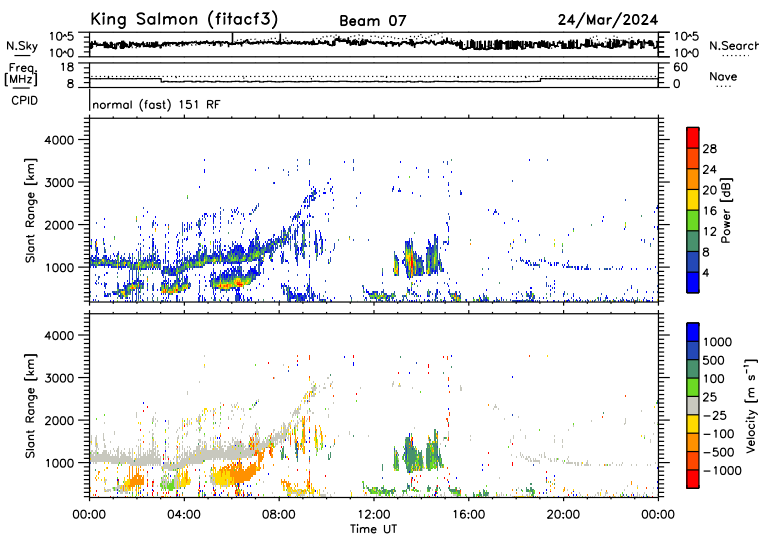 King Salmon (fitacf3) Beam 07 24/Mar/2024
N.Sky 10^5 10^5 N.Search
10^0 10^0
Freq. 18 60
[MHz] 8 0 Nave
CPID normal (fast) 151 RF
Slant Range [km] 4000 3000 2000 1000
28 24 20 16 12 8 4 Power [dB]
Slant Range [km] 4000 3000 2000 1000
1000 500 100 25 -25 -100 -500 -1000 Velocity [m s⁻¹]
00:00 04:00 08:00 12:00 16:00 20:00 00:00
Time UT